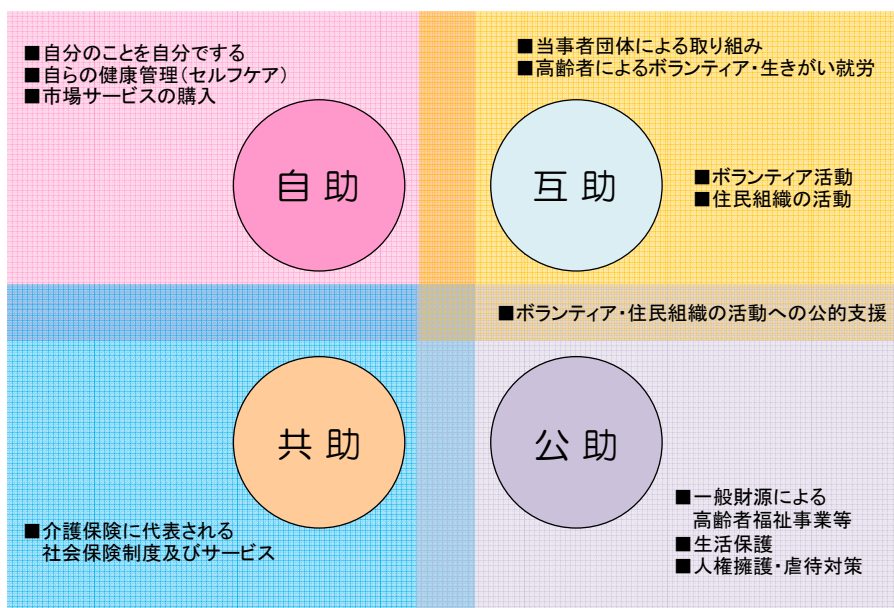 ■自分のことを自分でする
■自らの健康管理(セルフケア)
■市場サービスの購入
■当事者団体による取り組み
■高齢者によるボランティア・生きがい就労
自助
互助
■ボランティア活動
■住民組織の活動
■ボランティア・住民組織の活動への公的支援
共助
公助
■介護保険に代表される
社会保険制度及びサービス
■一般財源による
高齢者福祉事業等
■生活保護
■人権擁護・虐待対策